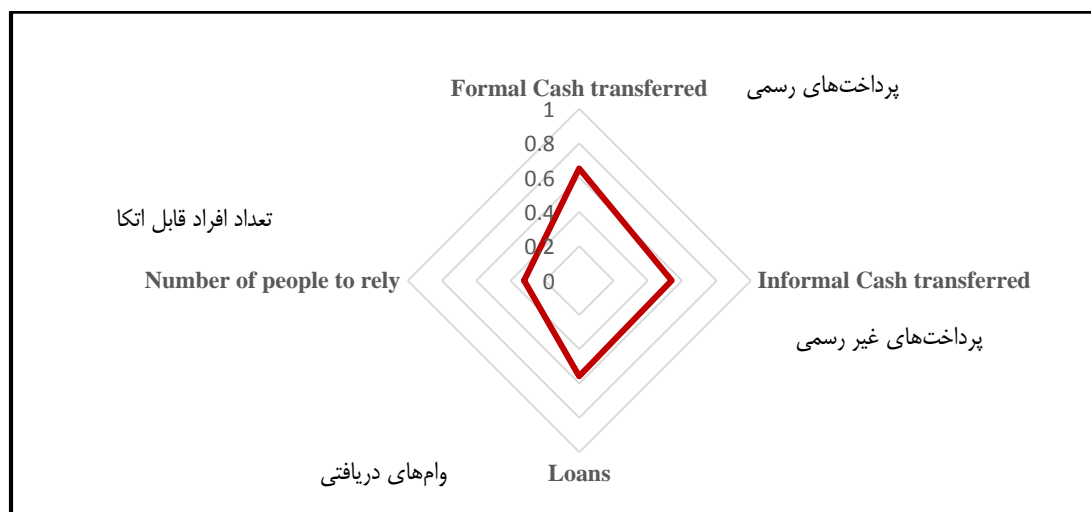 پرداخت‌های رسمی
Formal Cash transferred
1
0.8
0.6
0.4
0.2
0
تعداد افراد قابل اتکا
Number of people to rely
Informal Cash transferred
پرداخت‌های غیر رسمی
وام‌های دریافتی
Loans